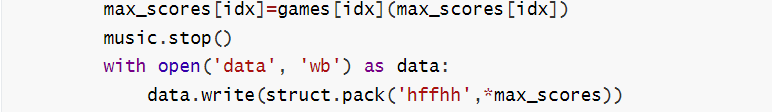 max_scores[idx]=games[idx](max_scores[idx])
music.stop()
with open('data', 'wb') as data:
data.write(struct.pack('hffhh',*max_scores))